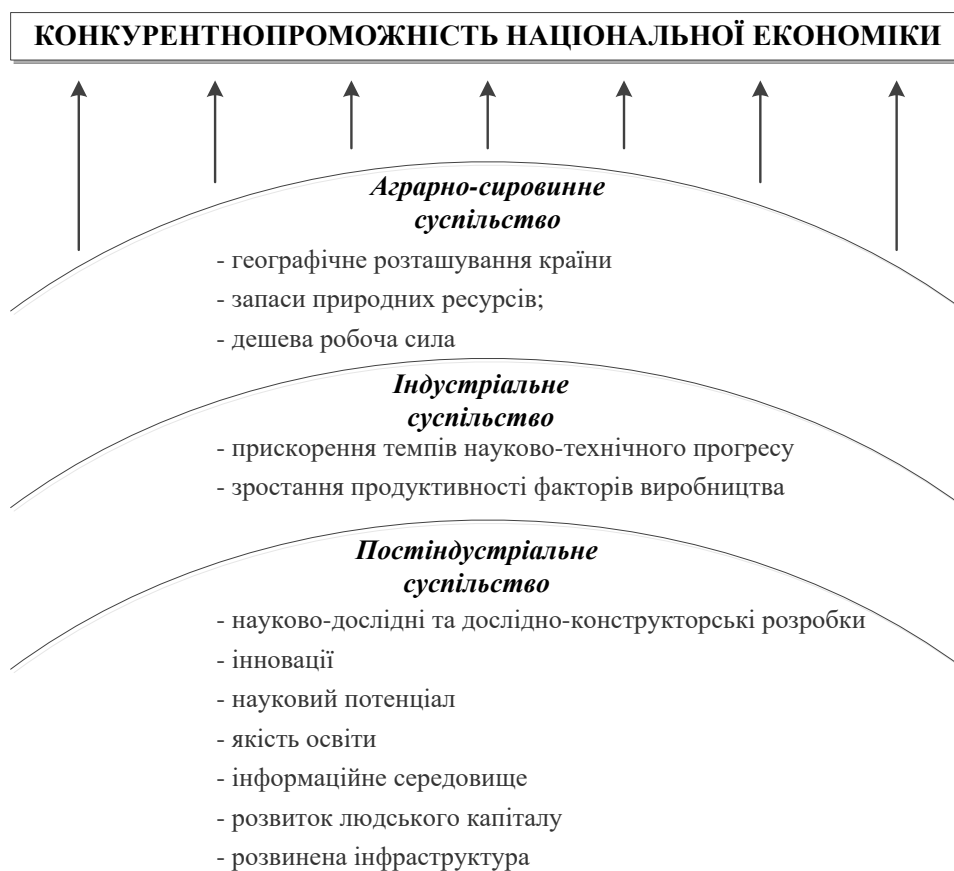 КОНКУРЕНТНОПРОМОЖНІСТЬ НАЦІОНАЛЬНОЇ ЕКОНОМІКИ
Аграрно-сировинне
суспільство
- географічне розташування країни
- запаси природних ресурсів;
- дешева робоча сила
Індустріальне
суспільство
- прискорення темпів науково-технічного прогресу
- зростання продуктивності факторів виробництва
Постіндустріальне
суспільство
- науково-дослідні та дослідно-конструкторські розробки
- інновації
- науковий потенціал
- якість освіти
- інформаційне середовище
- розвиток людського капіталу
- розвинена інфраструктура